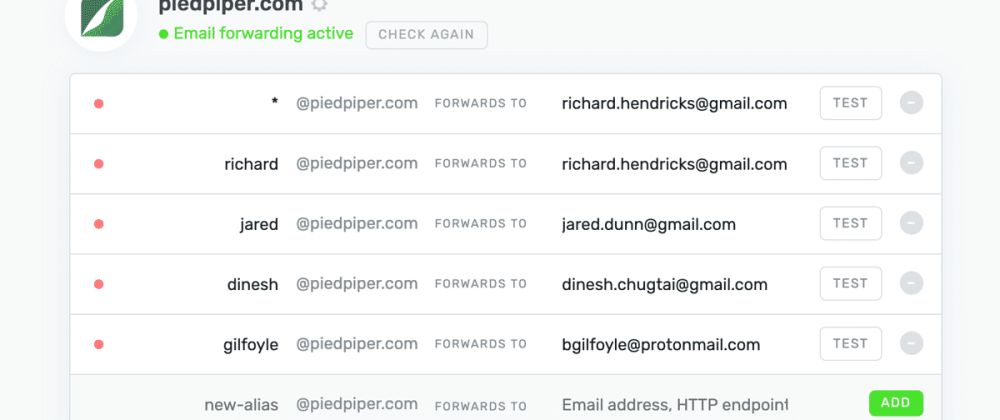 piedpiper.com
Email forwarding active CHECK AGAIN
* @piedpiper.com FORWARDS TO richard.hendricks@gmail.com TEST
richard @piedpiper.com FORWARDS TO richard.hendricks@gmail.com TEST
jared @piedpiper.com FORWARDS TO jared.dunn@gmail.com TEST
dinesh @piedpiper.com FORWARDS TO dinesh.chugtai@gmail.com TEST
gilfoyle @piedpiper.com FORWARDS TO bgilfoyle@protonmail.com TEST
new-alias @piedpiper.com FORWARDS TO Email address, HTTP endpoint ADD